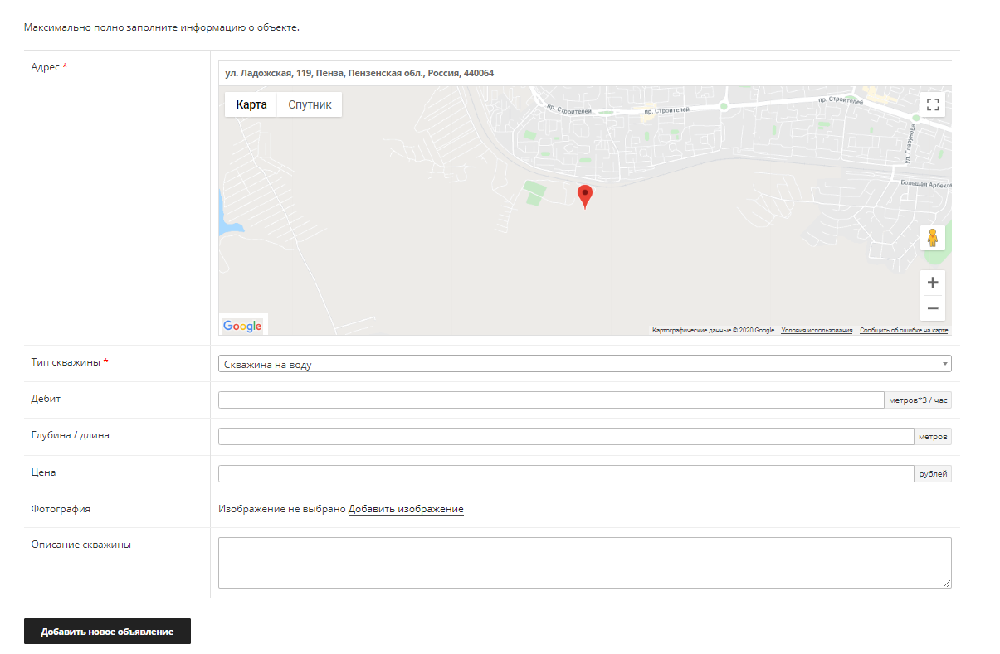 Максимально полно заполните информацию о объекте.
Адрес *
ул. Ладожская, 119, Пенза, Пензенская обл., Россия, 440064
Карта
Спутник
пр. Строителей
пр. Строителей
пр. Строителей
ул. Глазунова
Большая Арбеков
Google
Картографические данные © 2020 Google
Условия использования
Сообщить об ошибке на карте
Тип скважины *
Скважина на воду
Дебит
метров*3 / час
Глубина / длина
метров
Цена
рублей
Фотография
Изображение не выбрано Добавить изображение
Описание скважины
Добавить новое объявление